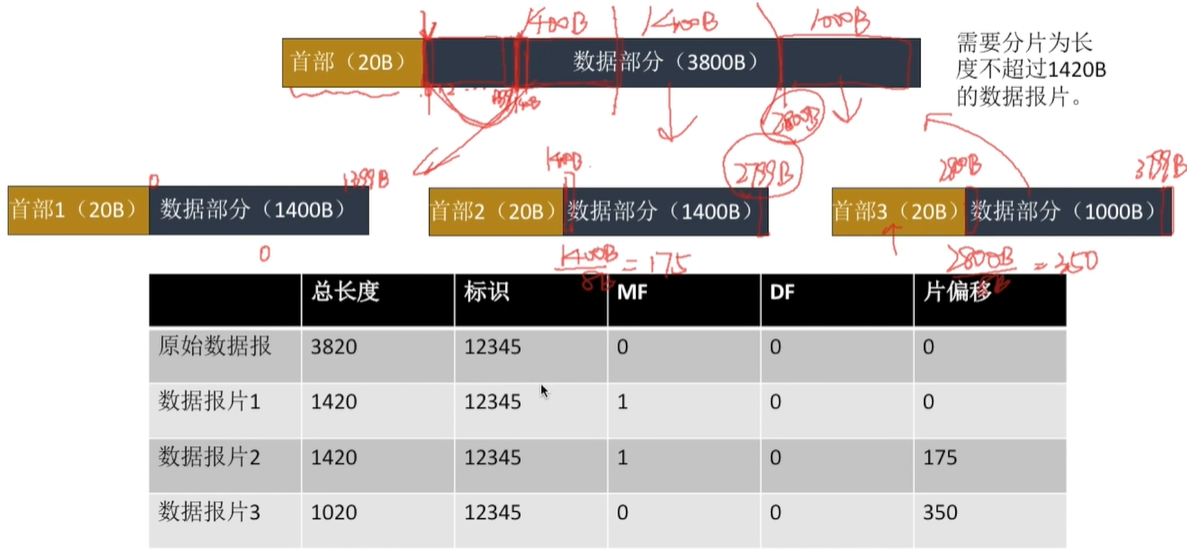 1400B 1400B 1000B
首部（20B） 数据部分（3800B）
需要分片为长
度不超过1420B
的数据报片。
2800B
0 1399B 1400B 2799B 2800B 3799B
首部1（20B） 数据部分（1400B） 首部2（20B） 数据部分（1400B） 首部3（20B） 数据部分（1000B）
0 1400B/8B = 175 2800B/8B = 350
总长度 标识 MF DF 片偏移
原始数据报 3820 12345 0 0 0
数据报片1 1420 12345 1 0 0
数据报片2 1420 12345 1 0 175
数据报片3 1020 12345 0 0 350